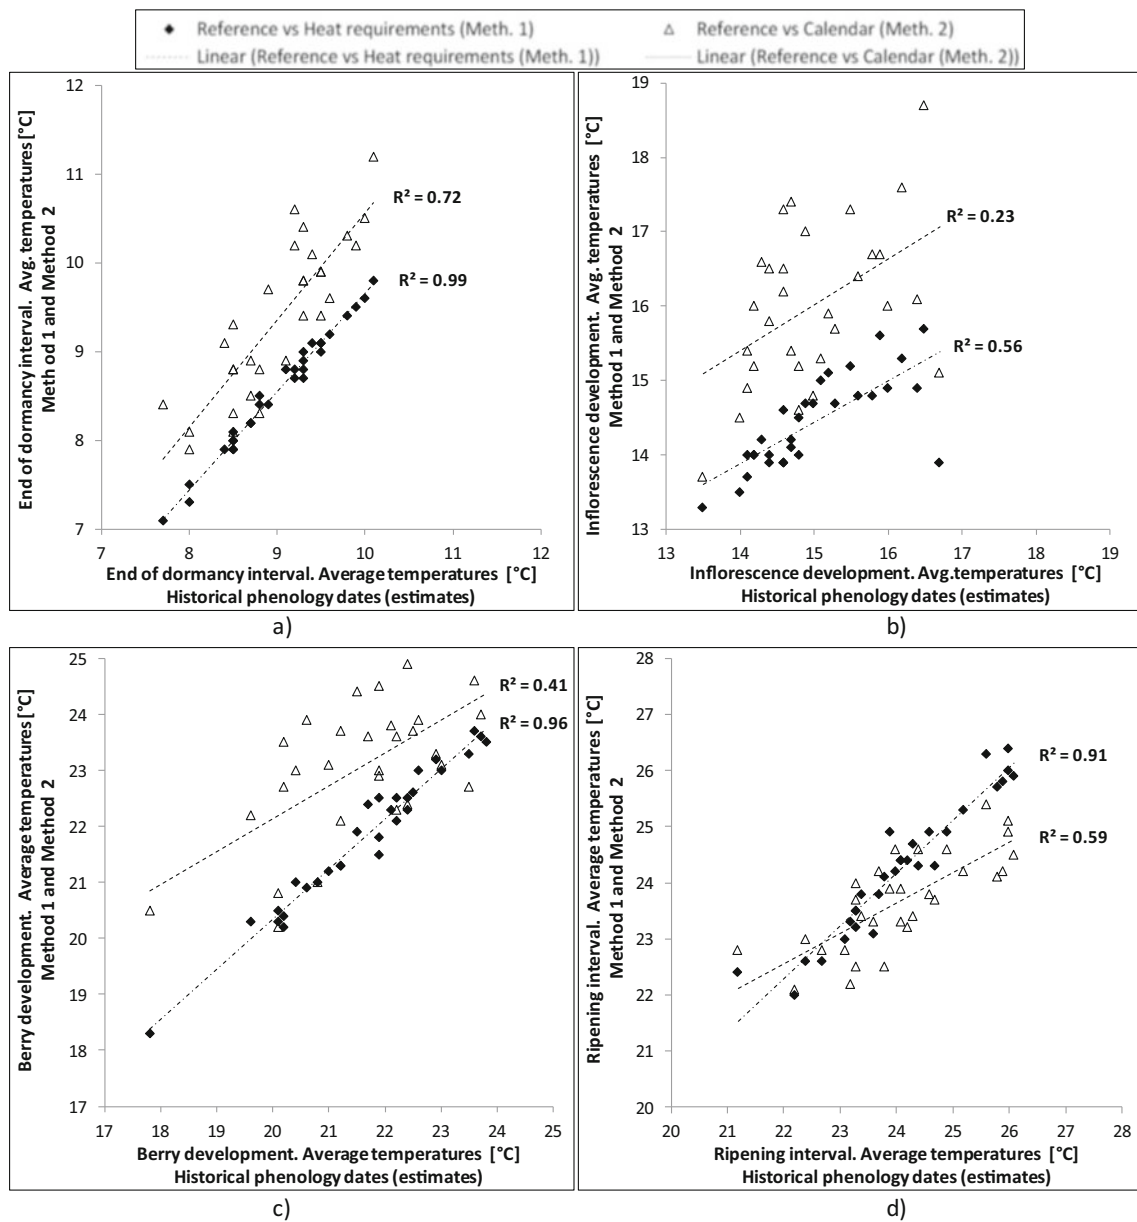 Reference vs Heat requirements (Meth. 1)
Reference vs Calendar (Meth. 2)
Linear (Reference vs Heat requirements (Meth. 1))
Linear (Reference vs Calendar (Meth. 2))
End of dormancy interval. Avg. temperatures [°C]
Meth od 1 and Method 2
12
11
10
9
8
7
R² = 0.72
R² = 0.99
7
8
9
10
11
12
End of dormancy interval. Average temperatures [°C]
Historical phenology dates (estimates)
a)
Inflorescence development. Avg. temperatures [°C]
Method 1 and Method 2
19
18
17
16
15
14
13
R² = 0.23
R² = 0.56
13
14
15
16
17
18
19
Inflorescence development. Avg.temperatures [°C]
Historical phenology dates (estimates)
b)
Berry development. Average temperatures [°C]
Method 1 and Method 2
25
24
23
22
21
20
19
18
17
R² = 0.41
R² = 0.96
17
18
19
20
21
22
23
24
25
Berry development. Average temperatures [°C]
Historical phenology dates (estimates)
c)
Ripening interval. Average temperatures [°C]
Method 1 and Method 2
28
27
26
25
24
23
22
21
20
R² = 0.91
R² = 0.59
20
21
22
23
24
25
26
27
28
Ripening interval. Average temperatures [°C]
Historical phenology dates (estimates)
d)